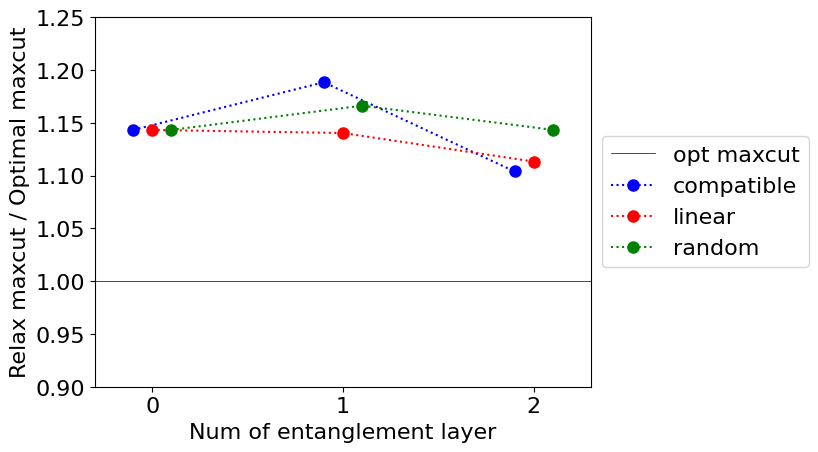 Relax maxcut / Optimal maxcut
1.25
1.20
1.15
1.10
1.05
1.00
0.95
0.90
0
1
2
Num of entanglement layer
opt maxcut
compatible
linear
random